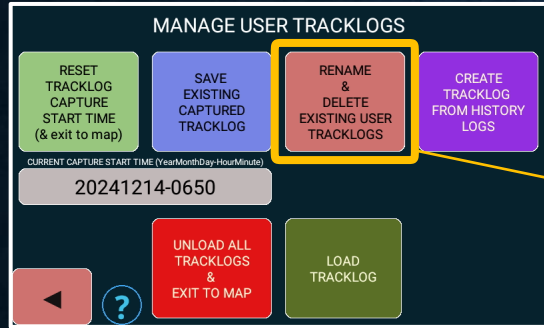 MANAGE USER TRACKLOGS
RESET
TRACKLOG
CAPTURE
START TIME
(& exit to map)
SAVE
EXISTING
CAPTURED
TRACKLOG
RENAME
&
DELETE
EXISTING USER
TRACKLOGS
CREATE
TRACKLOG
FROM HISTORY
LOGS
CURRENT CAPTURE START TIME (YearMonthDay-HourMinute)
20241214-0650
UNLOAD ALL
TRACKLOGS
&
EXIT TO MAP
LOAD
TRACKLOG
?